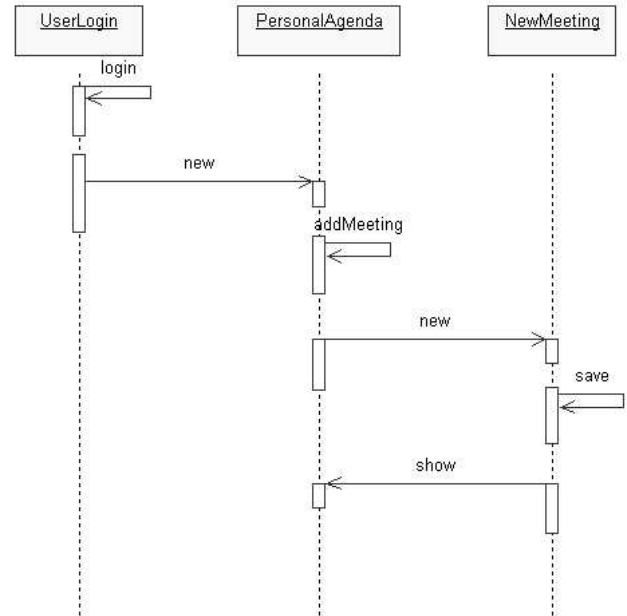 UserLogin
PersonalAgenda
NewMeeting
login
new
addMeeting
new
save
show